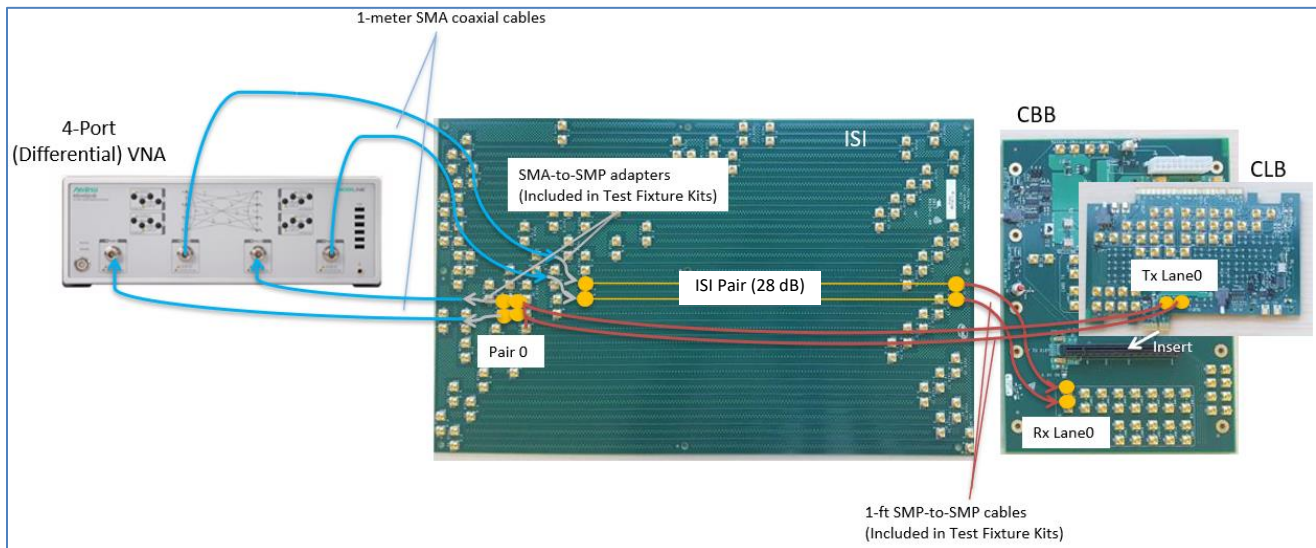 1-meter SMA coaxial cables
4-Port
(Differential) VNA
ISI
SMA-to-SMP adapters
(Included in Test Fixture Kits)
CBB
CLB
ISI Pair (28 dB)
Tx Lane0
Pair 0
Insert
Rx Lane0
1-ft SMP-to-SMP cables
(Included in Test Fixture Kits)